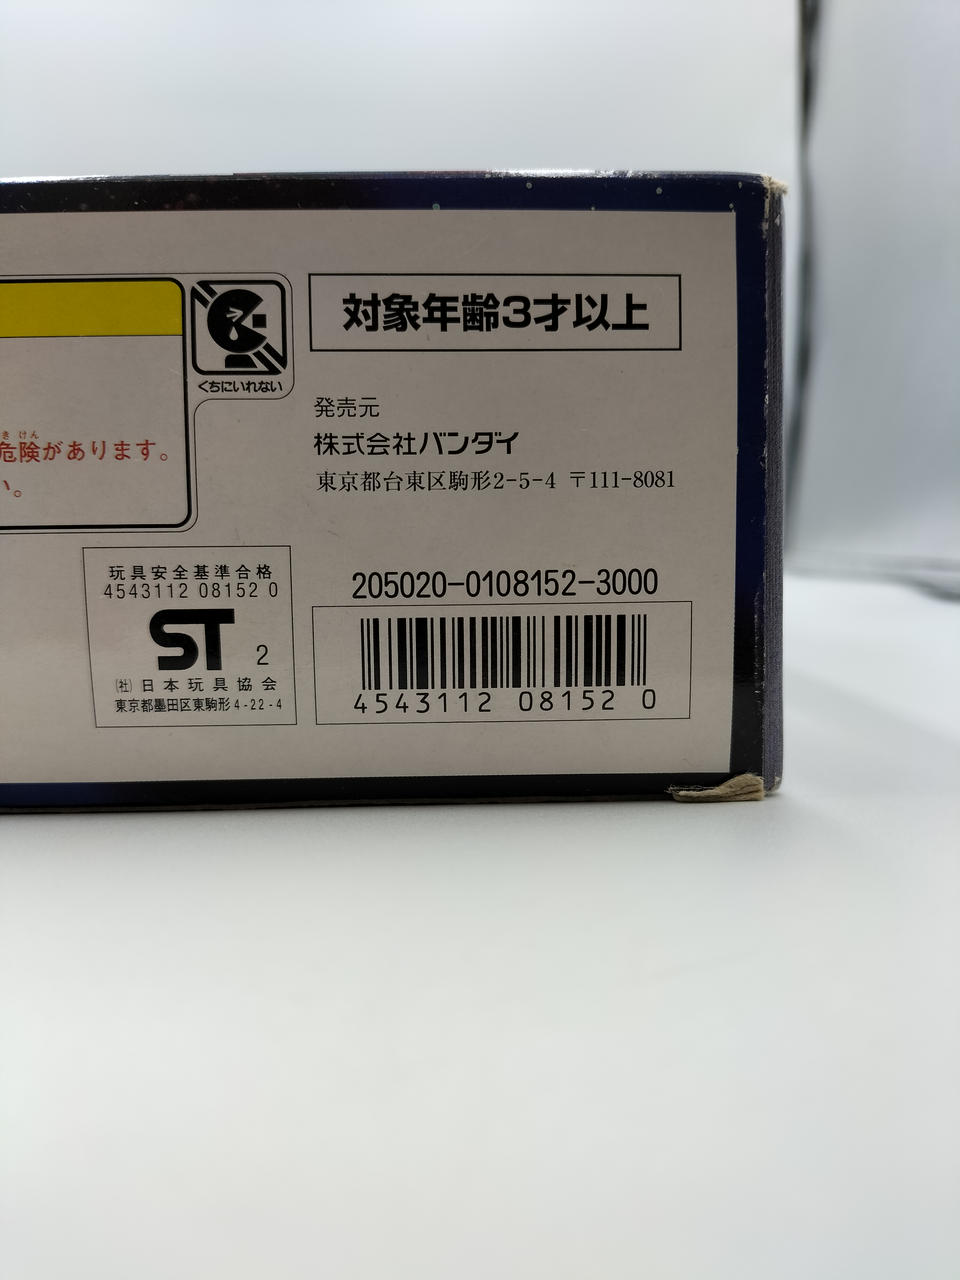 くちにいれない
対象年齢3才以上
き けん
危険があります。
い。
発売元
株式会社バンダイ
東京都台東区駒形2-5-4 〒111-8081
玩具安全基準合格
4543112 08152 0
ST 2
(社)日本玩具協会
東京都墨田区東駒形4-22-4
205020-0108152-3000
4543112 08152 0